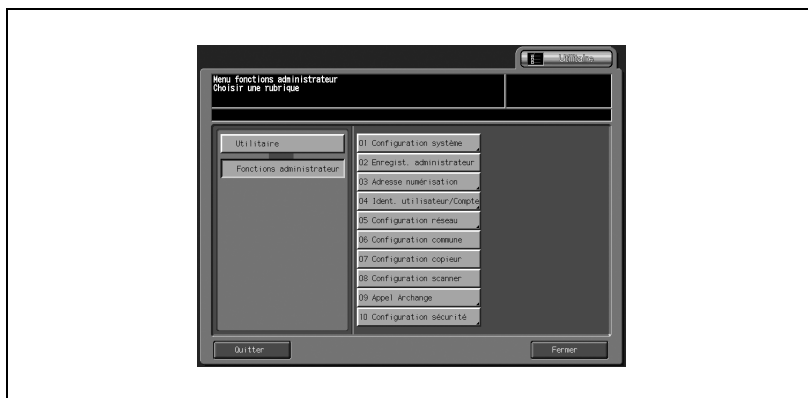 Utilitaire
Menu fonctions administrateur
Choisir une rubrique
Utilitaire
Fonctions administrateur
01 Configuration système
02 Enregist. administrateur
03 Adresse numérisation
04 Ident. utilisateur/Compte
05 Configuration réseau
06 Configuration commune
07 Configuration copieur
08 Configuration scanner
09 Appel Archange
10 Configuration sécurité
Quitter
Fermer